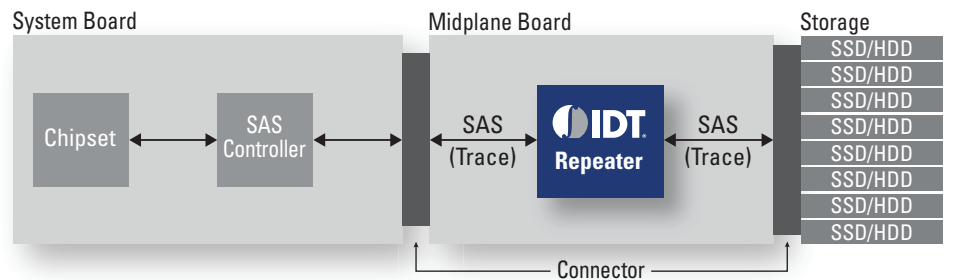 System Board
Midplane Board
Storage
Chipset
SAS
Controller
SAS
(Trace)
IDT.
Repeater
SAS
(Trace)
SSD/HDD
SSD/HDD
SSD/HDD
SSD/HDD
SSD/HDD
SSD/HDD
SSD/HDD
SSD/HDD
Connector